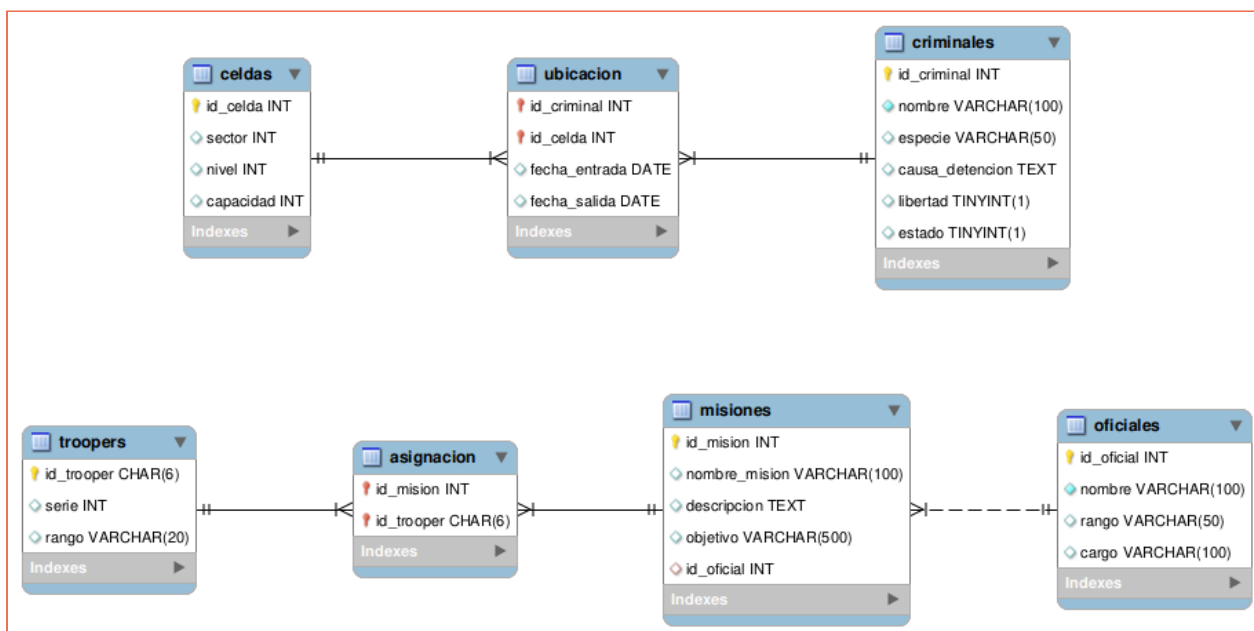 celdas
id_celda INT
sector INT
nivel INT
capacidad INT
Indexes
ubicacion
id_criminal INT
id_celda INT
fecha_entrada DATE
fecha_salida DATE
Indexes
criminales
id_criminal INT
nombre VARCHAR(100)
especie VARCHAR(50)
causa_detencion TEXT
libertad TINYINT(1)
estado TINYINT(1)
Indexes
troopers
id_trooper CHAR(6)
serie INT
rango VARCHAR(20)
Indexes
asignacion
id_mision INT
id_trooper CHAR(6)
Indexes
misiones
id_mision INT
nombre_mision VARCHAR(100)
descripcion TEXT
objetivo VARCHAR(500)
id_oficial INT
Indexes
oficiales
id_oficial INT
nombre VARCHAR(100)
rango VARCHAR(50)
cargo VARCHAR(100)
Indexes